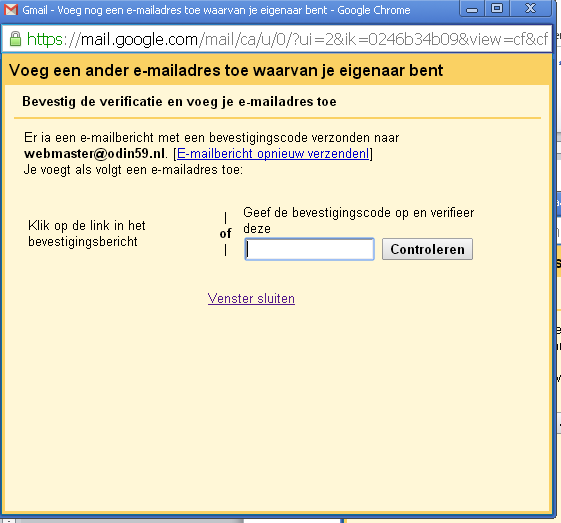 Gmail - Voeg nog een e-mailadres toe waarvan je eigenaar bent - Google Chrome
https://mail.google.com/mail/ca/u/0/?ui=2&ik=0246b34b09&view=cf&cf
Voeg een ander e-mailadres toe waarvan je eigenaar bent
Bevestig de verificatie en voeg je e-mailadres toe
Er ia een e-mailbericht met een bevestigingscode verzonden naar
webmaster@odin59.nl. [E-mailbericht opnieuw verzendenl]
Je voegt als volgt een e-mailadres toe:
Klik op de link in het
bevestigingsbericht
|
of
|
Geef de bevestigingscode op en verifieer
deze
Controleren
Venster sluiten